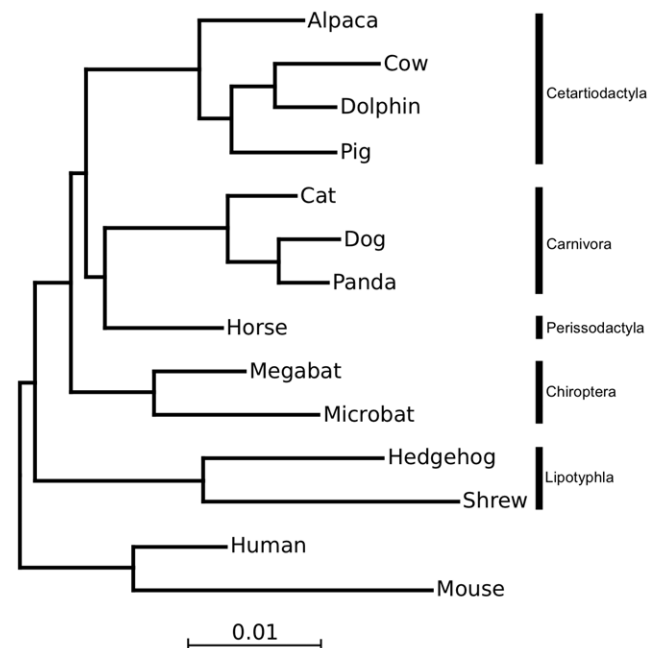 Alpaca
Cow
Dolphin
Pig
Cetartiodactyla
Cat
Dog
Panda
Carnivora
Horse
Perissodactyla
Megabat
Microbat
Chiroptera
Hedgehog
Shrew
Lipotyphla
Human
Mouse
0.01